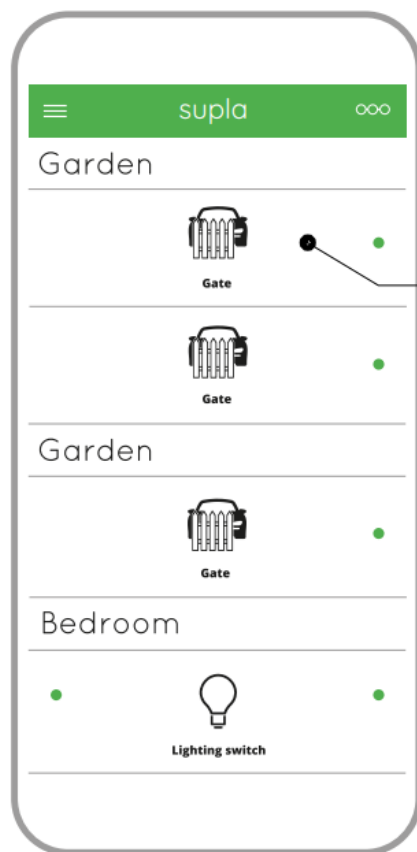 supla
Garden
Gate
Gate
Garden
Gate
Bedroom
Lighting switch